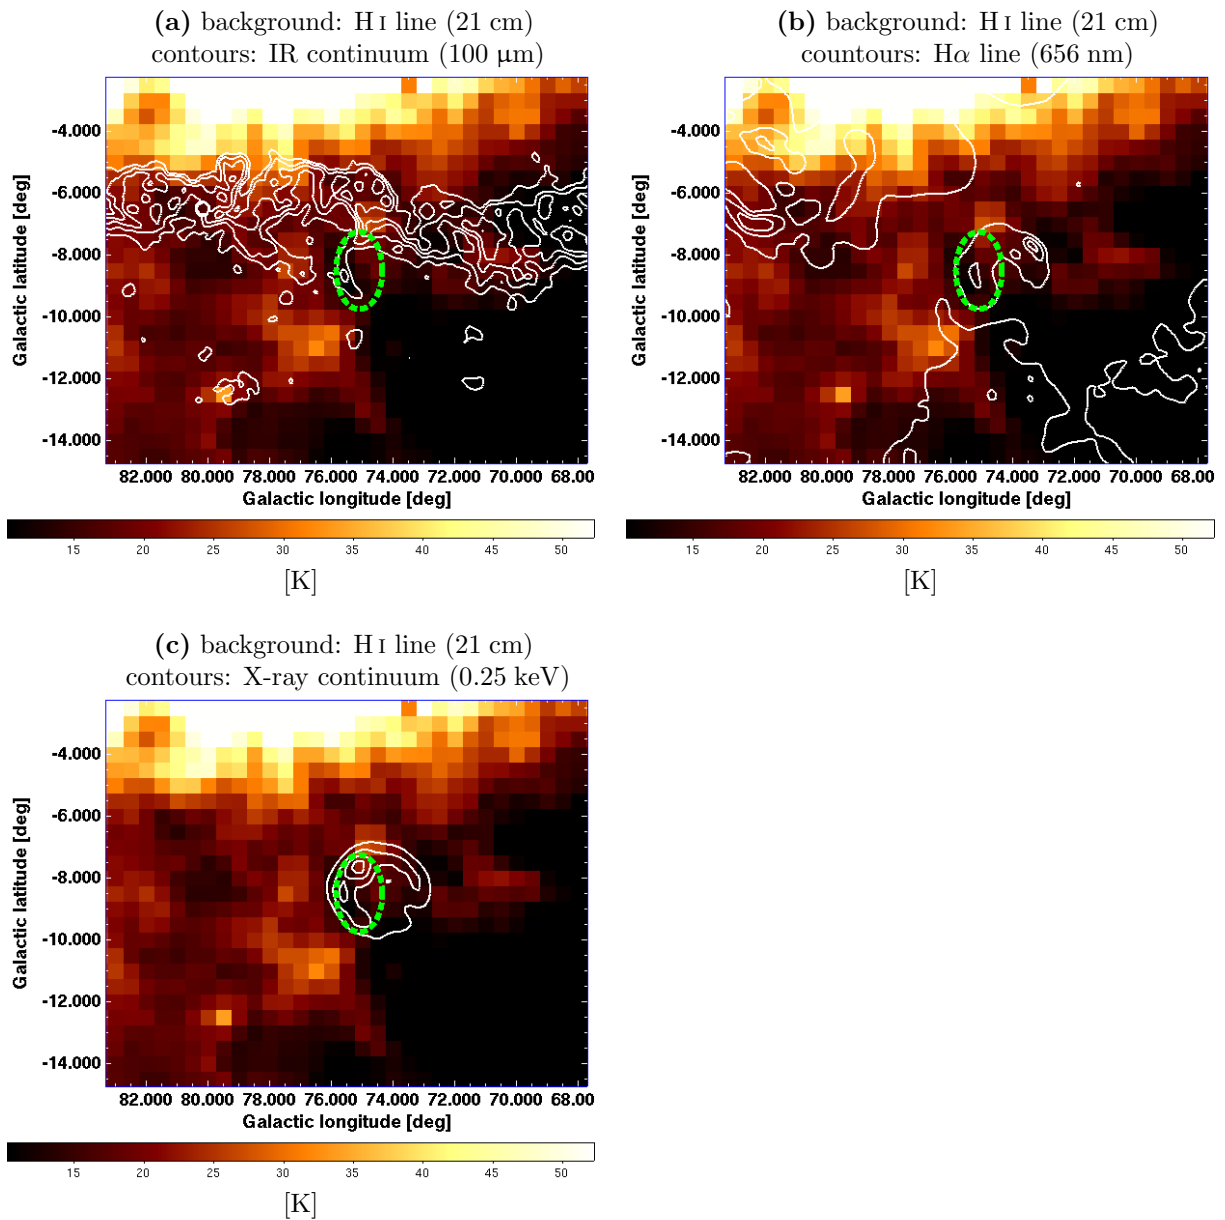 (a) background: H I line (21 cm)
contours: IR continuum (100 µm)
-4.000
-6.000
-8.000
-10.000
-12.000
-14.000
Galactic latitude [deg]
82.000 80.000 78.000 76.000 74.000 72.000 70.000 68.00
Galactic longitude [deg]
15 20 25 30 35 40 45 50
[K]
(b) background: H I line (21 cm)
countours: Hα line (656 nm)
-4.000
-6.000
-8.000
-10.000
-12.000
-14.000
Galactic latitude [deg]
82.000 80.000 78.000 76.000 74.000 72.000 70.000 68.00
Galactic longitude [deg]
15 20 25 30 35 40 45 50
[K]
(c) background: H I line (21 cm)
contours: X-ray continuum (0.25 keV)
-4.000
-6.000
-8.000
-10.000
-12.000
-14.000
Galactic latitude [deg]
82.000 80.000 78.000 76.000 74.000 72.000 70.000 68.00
Galactic longitude [deg]
15 20 25 30 35 40 45 50
[K]